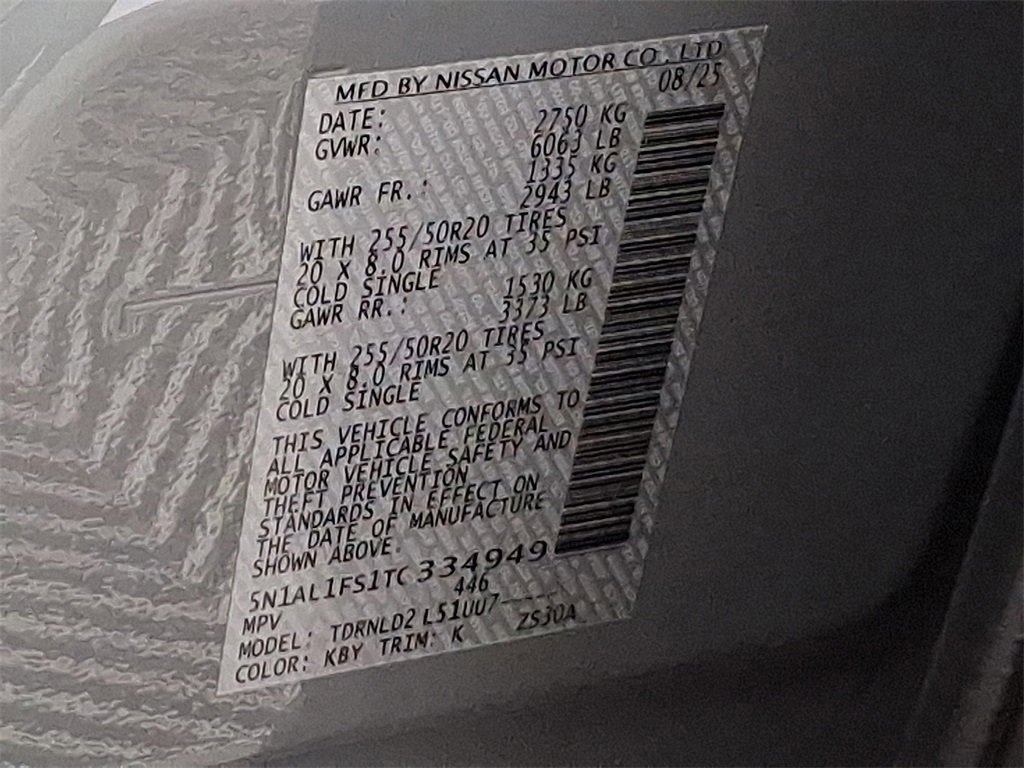 MFD BY NISSAN MOTOR CO., LTD
DATE: 08/25
GVWR: 2750 KG
6063 LB
GAWR FR.: 1335 KG
2943 LB
WITH 255/50R20 TIRES
20 X 8.0 RIMS AT 35 PSI
COLD SINGLE
GAWR RR.: 1530 KG
3373 LB
WITH 255/50R20 TIRES
20 X 8.0 RIMS AT 35 PSI
COLD SINGLE
THIS VEHICLE CONFORMS TO
ALL APPLICABLE FEDERAL
MOTOR VEHICLE SAFETY AND
THEFT PREVENTION
STANDARDS IN EFFECT ON
THE DATE OF MANUFACTURE
SHOWN ABOVE.
5N1AL1FS1TC334949
MPV 446
MODEL: TDRNLD2 L51UU7-----
COLOR: KBY TRIM: K ZS30A